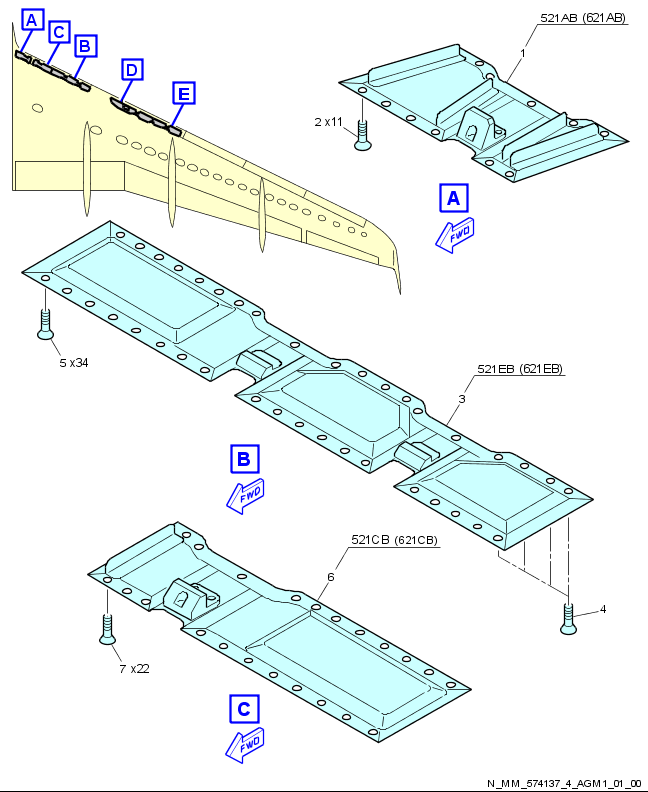 A
C
B
D
E
521AB (621AB)
1
2 x11
A
FWD
5 x34
521EB (621EB)
3
B
FWD
521CB (621CB)
6
4
7 x22
C
FWD
N_MM_574137_4_AGM1_01_00